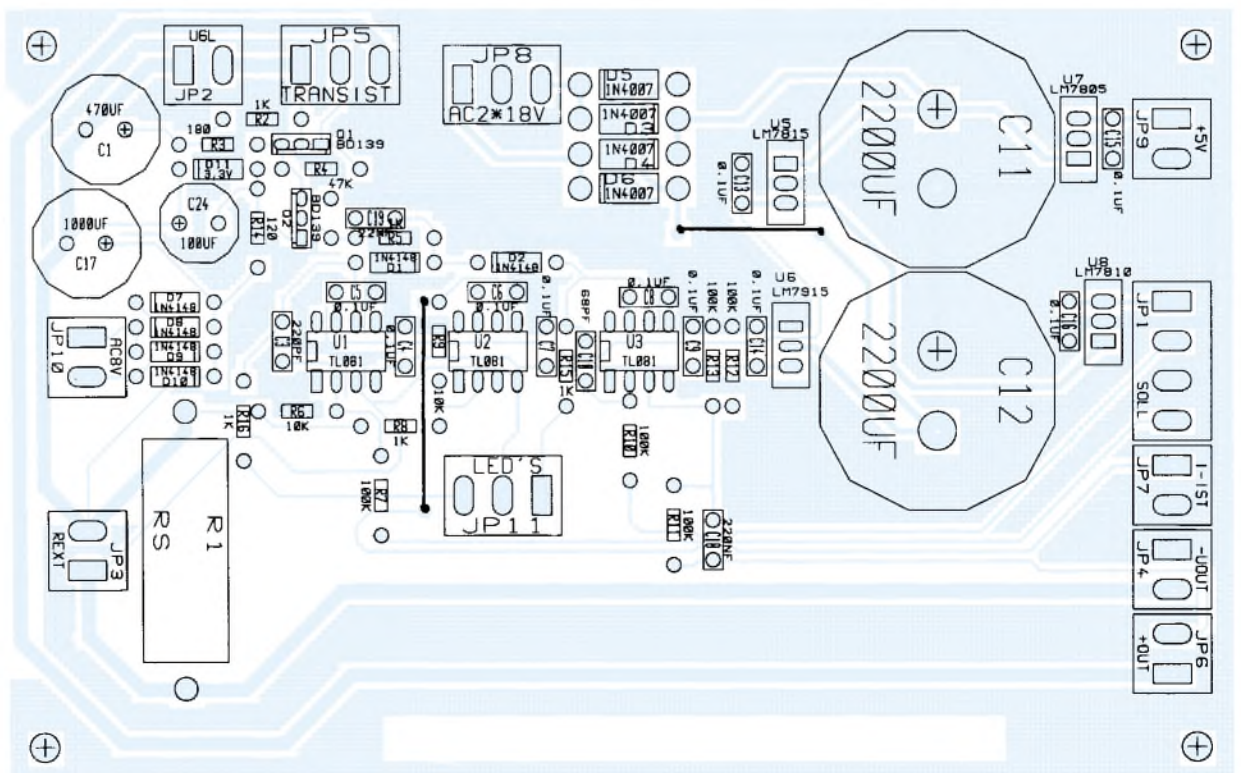 U6L
JP2
JP5
TRANSIST
JP8
AC2*18V
D5
1N4007
1N4007
D3
1N4007
D4
D6
1N4007
U5
LM7815
0.1UF
C13
2200UF
C11
U7
LM7805
C15
0.1UF
JP9
+5V
470UF
C1
1K
R2
180
R3
D11
3.3V
Q1
BD139
R4
47K
1000UF
C17
C24
100UF
R14
120
Q2
BD139
C19
22NF
1K
R5
1N4148
D1
D2
1N4148
D7
1N4148
D8
1N4148
1N4148
D9
1N4148
D10
JP10
AC8V
C5
0.1UF
C6
0.1UF
220PF
C3
U1
TL081
0.1UF
C4
R9
10K
U2
TL081
0.1UF
C7
R15
1K
68PF
C18
C8
0.1UF
U3
TL081
0.1UF
C9
100K
R13
100K
R12
0.1UF
C14
U6
LM7915
2200UF
C12
U8
LM7810
0.1UF
C16
JP1
SOLL
R16
1K
R6
10K
R8
1K
R7
100K
LED'S
JP11
R10
100K
R11
100K
220NF
C10
JP7
I-IST
JP4
-UOUT
JP6
+OUT
JP3
REXT
RS
R1